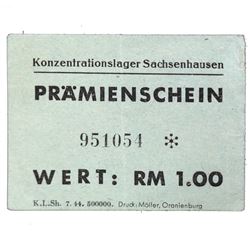 Konzentrationslager Sachsenhausen
PRÄMIENSCHEIN
951054 *
WERT: RM 1.00
K.L.Sh. 7. 44. 500000. Druck: Möller, Oranienburg